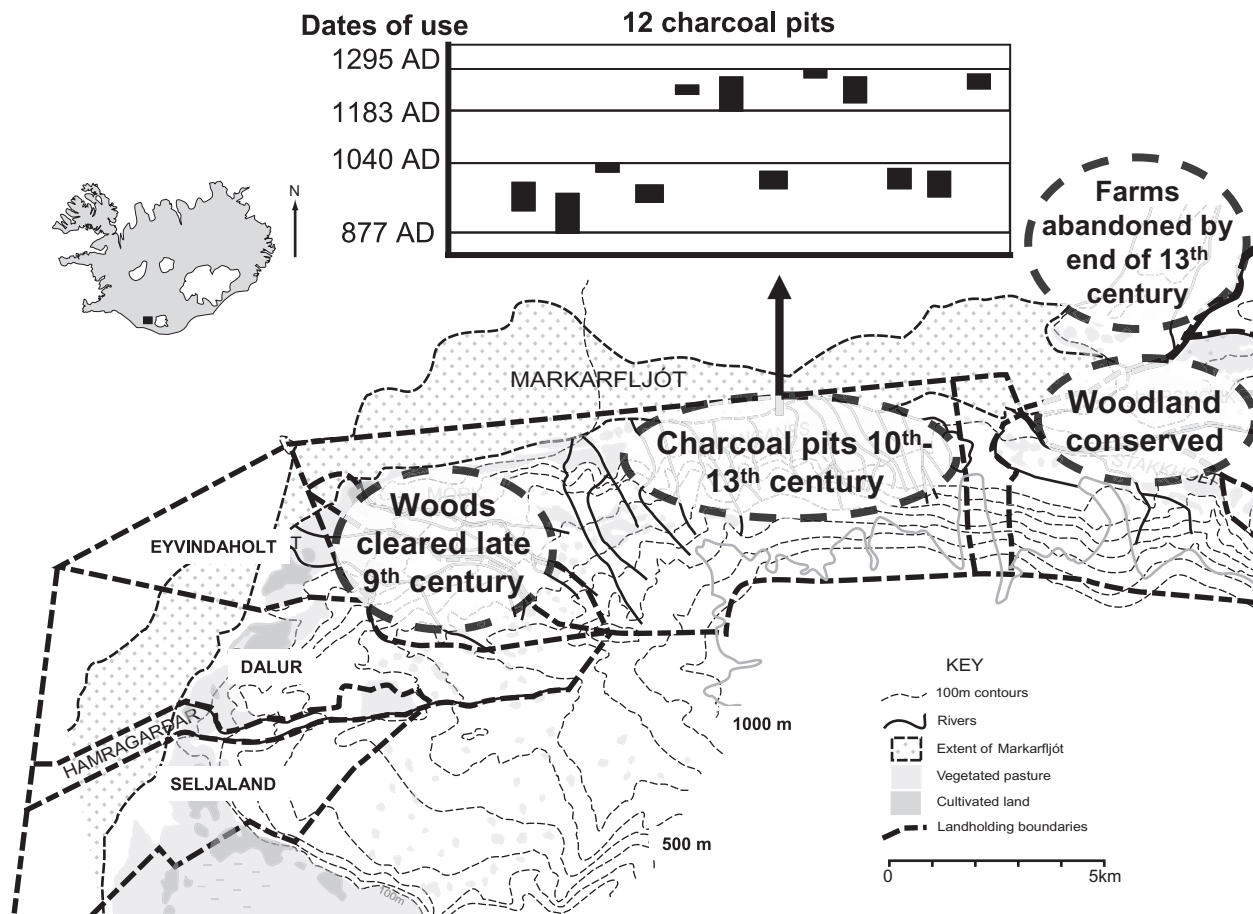 Dates of use
12 charcoal pits
1295 AD
1183 AD
1040 AD
877 AD
N
Farms
abandoned by
end of 13th
century
MARKARFLJÓT
Woodland
conserved
Charcoal pits 10th-
13th century
STAKKHOLT
Woods
cleared late
9th century
EYVINDAHOLT
DALUR
HAMRAGARÐAR
SELJALAND
1000 m
500 m
100m
KEY
100m contours
Rivers
Extent of Markarfljót
Vegetated pasture
Cultivated land
Landholding boundaries
0
5km